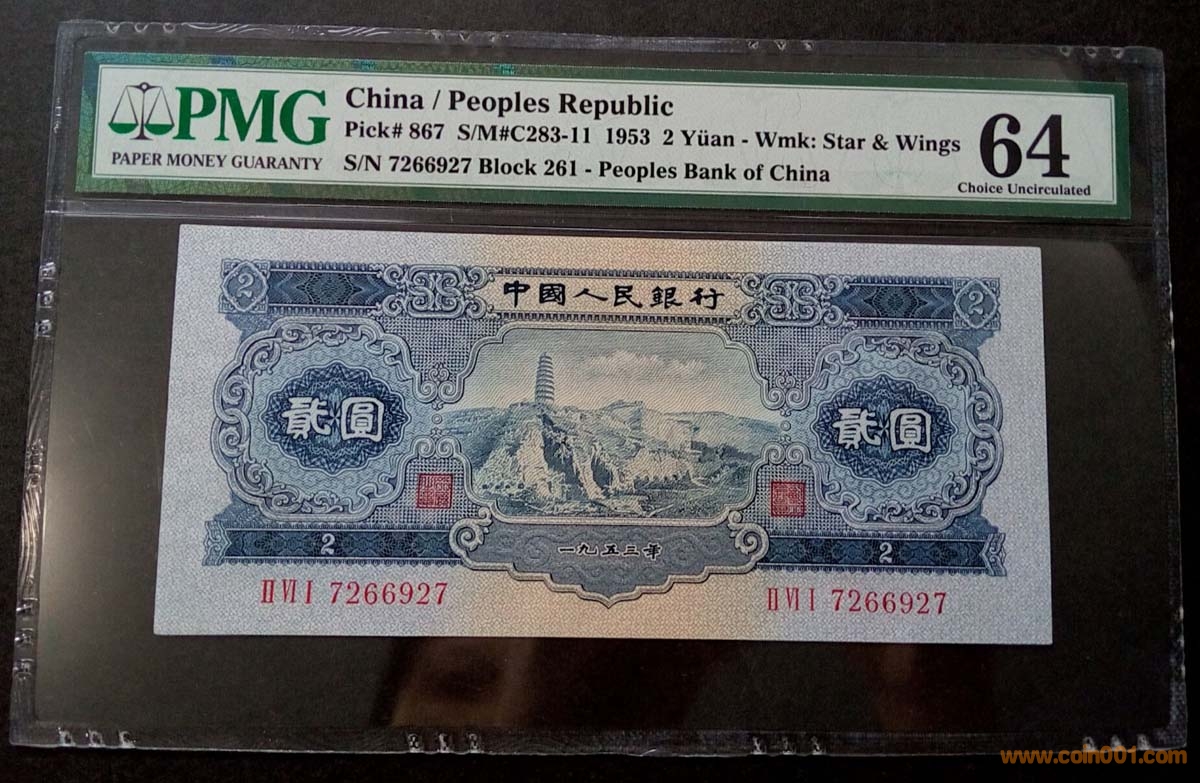 PMG
PAPER MONEY GUARANTY
China / Peoples Republic
Pick# 867 S/M#C283-11 1953 2 Yüan - Wmk: Star & Wings
S/N 7266927 Block 261 - Peoples Bank of China
64
Choice Uncirculated
2 中國人民銀行 2
貳圓 貳圓
2 一九五三年 2
II VI I 7266927 II VI I 7266927
www.coin001.com